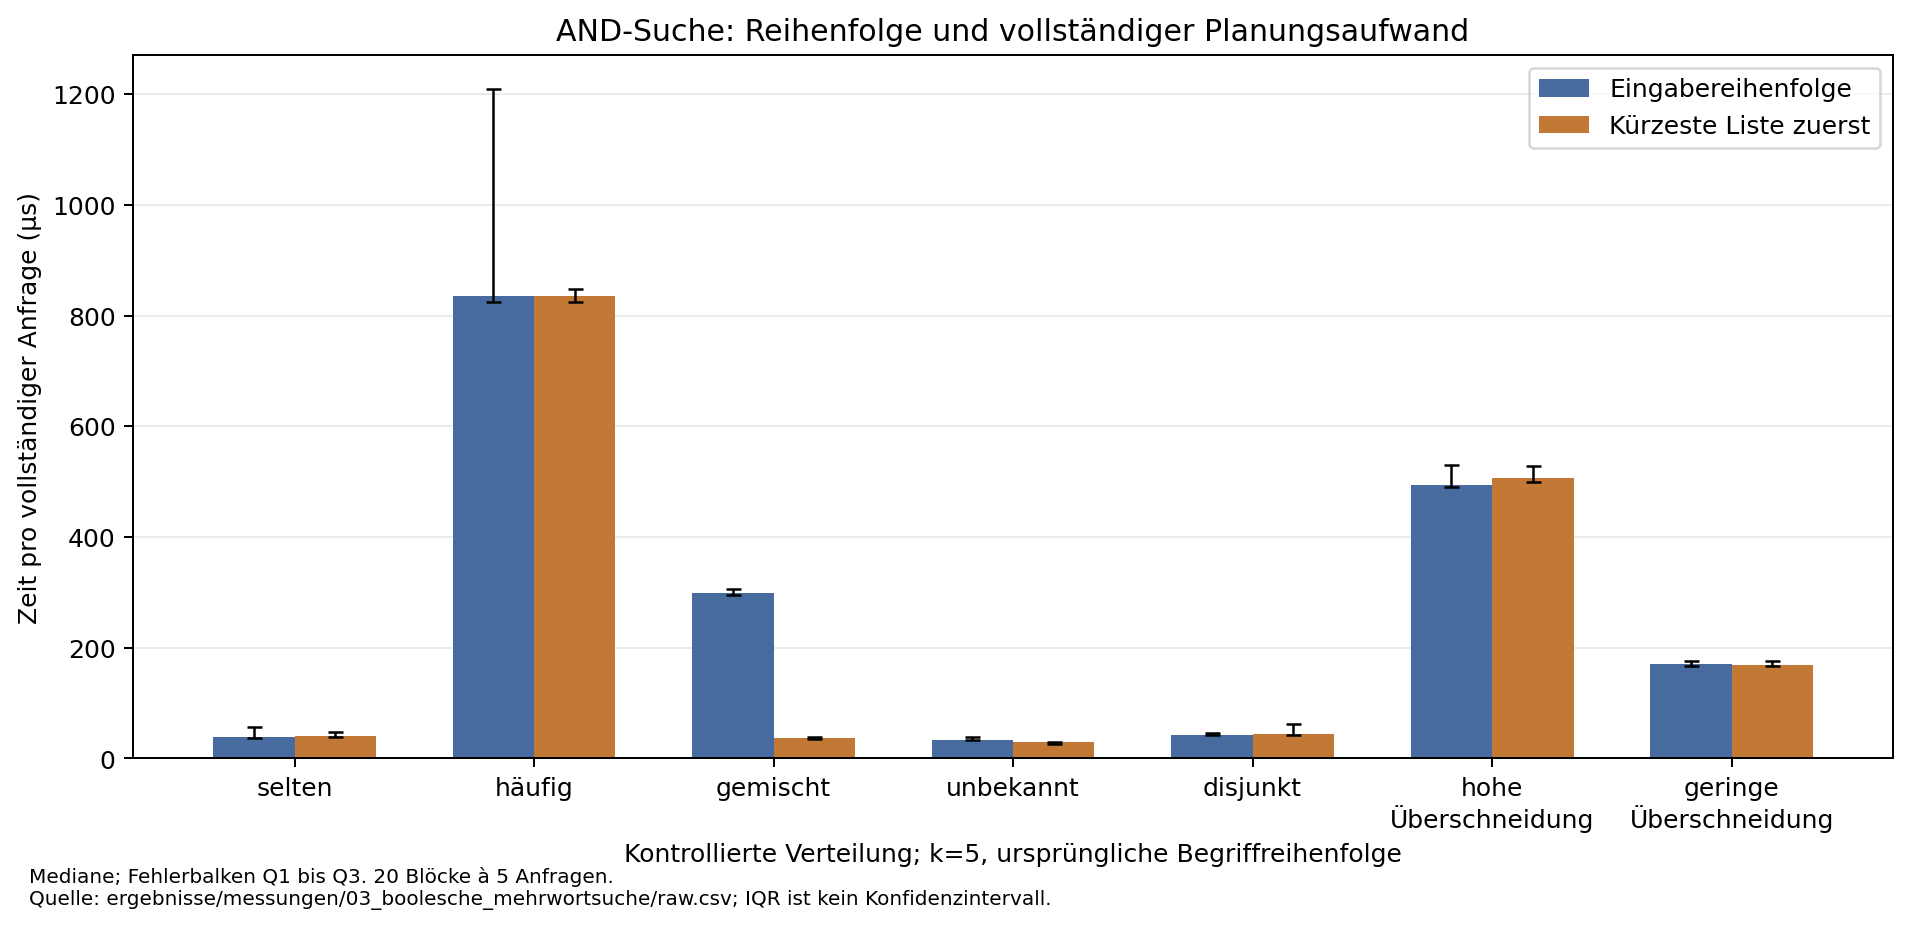 AND-Suche: Reihenfolge und vollständiger Planungsaufwand
Eingabereihenfolge
Kürzeste Liste zuerst
Zeit pro vollständiger Anfrage (µs)
1200
1000
800
600
400
200
0
selten
häufig
gemischt
unbekannt
disjunkt
hohe
Überschneidung
geringe
Überschneidung
Kontrollierte Verteilung; k=5, ursprüngliche Begriffreihenfolge
Mediane; Fehlerbalken Q1 bis Q3. 20 Blöcke à 5 Anfragen.
Quelle: ergebnisse/messungen/03_boolesche_mehrwortsuche/raw.csv; IQR ist kein Konfidenzintervall.